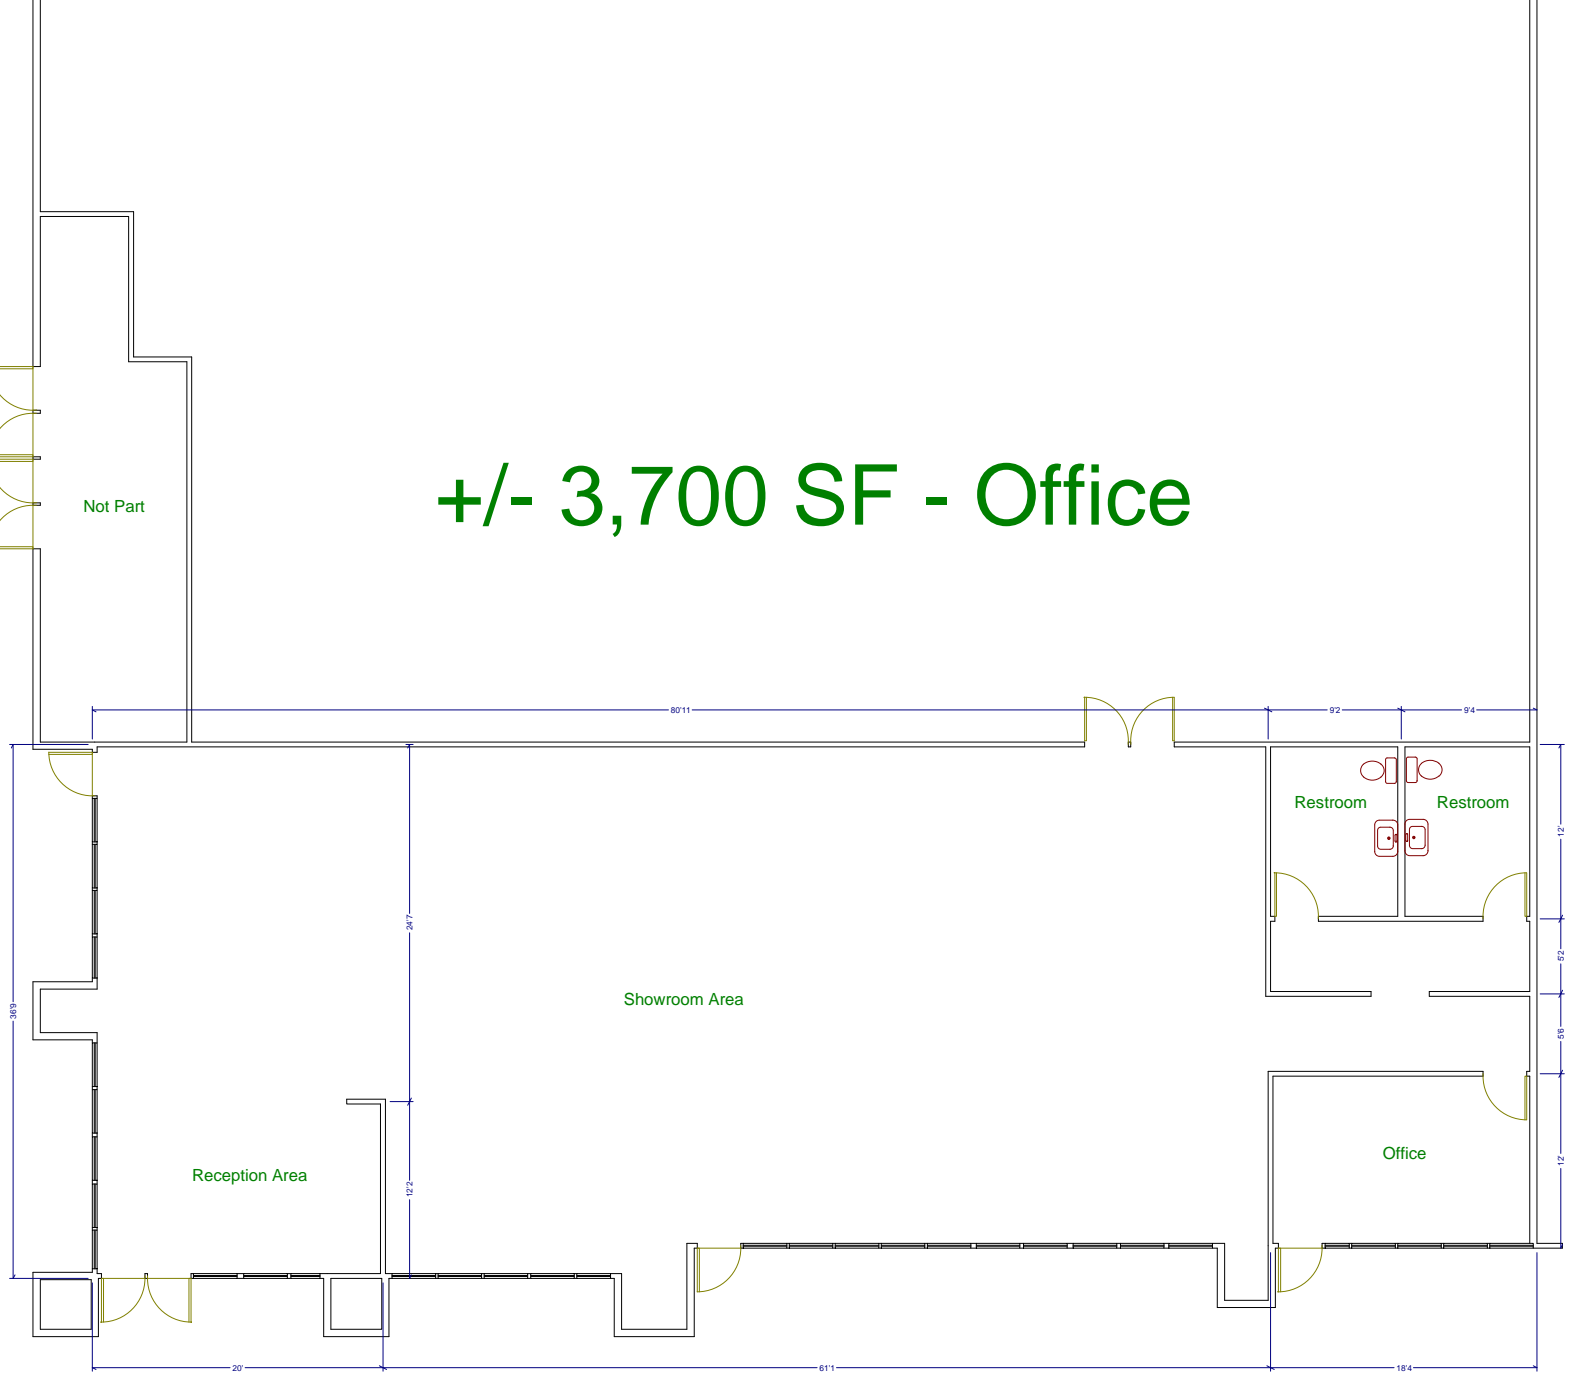 +/- 3,700 SF - Office
Not Part
80'11
9'2
9'4
Restroom
Restroom
12'
24'7
5'2
36'9
Showroom Area
5'6
Office
12'
Reception Area
12'2
20'
61'1
18'4